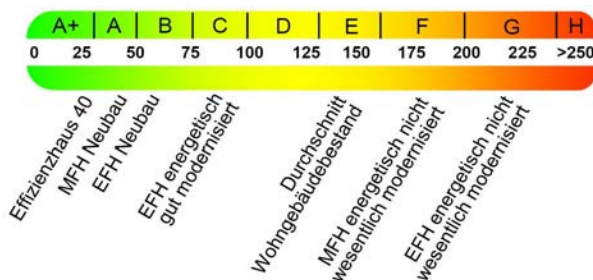 A+ A B C D E F G H
0 25 50 75 100 125 150 175 200 225 >250
Effizienzhaus 40
MFH Neubau
EFH Neubau
EFH energetisch
gut modernisiert
Durchschnitt
Wohngebäudebestand
MFH energetisch nicht
wesentlich modernisiert
EFH energetisch nicht
wesentlich modernisiert